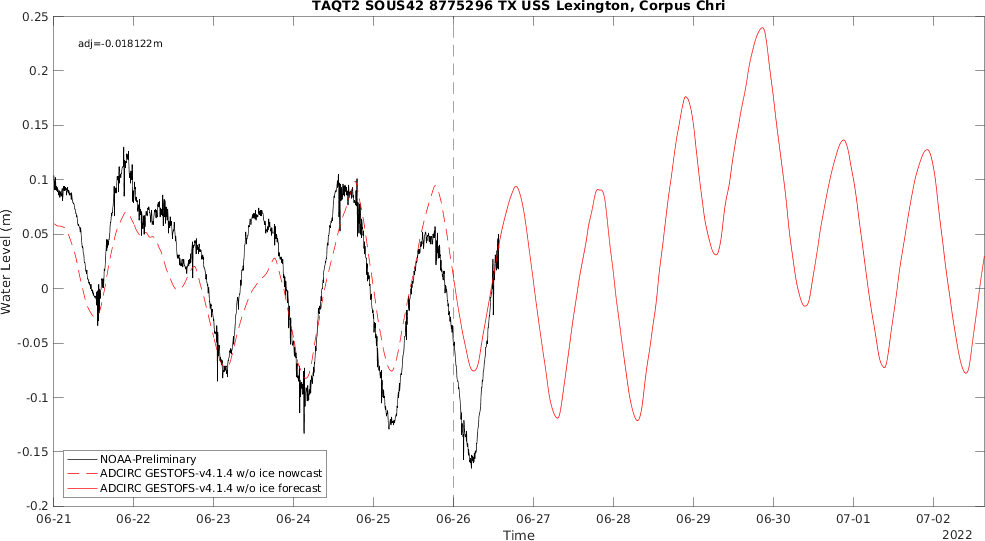 TAQT2 SOUS42 8775296 TX USS Lexington, Corpus Chri
adj=-0.018122m
0.25
0.2
0.15
0.1
0.05
0
-0.05
-0.1
-0.15
-0.2
Water Level (m)
NOAA-Preliminary
ADCIRC GESTOFS-v4.1.4 w/o ice nowcast
ADCIRC GESTOFS-v4.1.4 w/o ice forecast
06-21 06-22 06-23 06-24 06-25 06-26 06-27 06-28 06-29 06-30 07-01 07-02
Time
2022